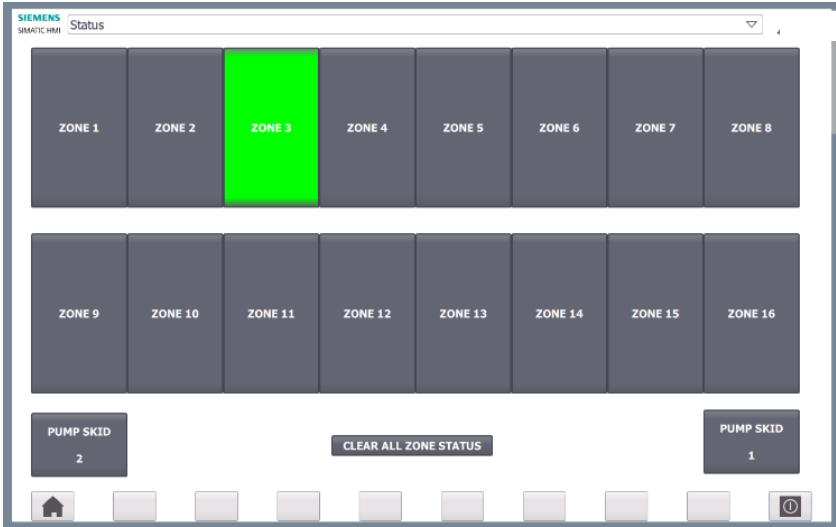 SIEMENS
SIMATIC HMI
Status
ZONE 1
ZONE 2
ZONE 3
ZONE 4
ZONE 5
ZONE 6
ZONE 7
ZONE 8
ZONE 9
ZONE 10
ZONE 11
ZONE 12
ZONE 13
ZONE 14
ZONE 15
ZONE 16
PUMP SKID
2
CLEAR ALL ZONE STATUS
PUMP SKID
1